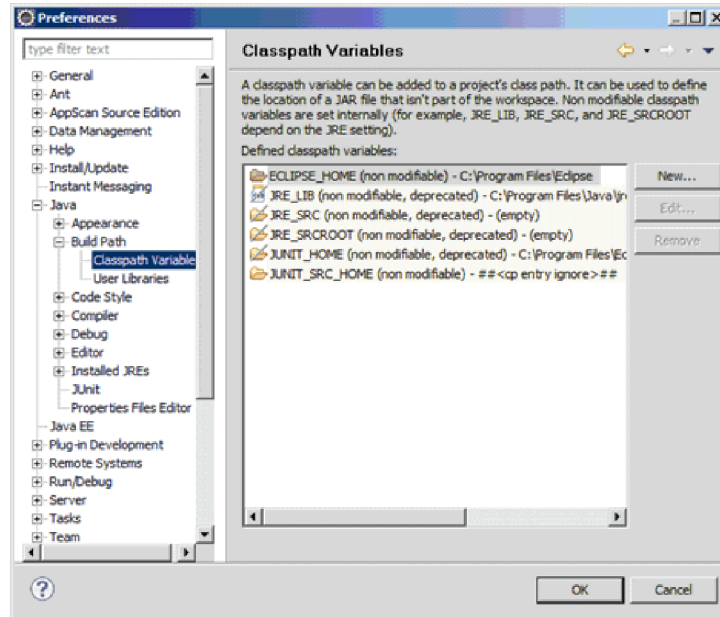 Preferences
type filter text
General
Ant
AppScan Source Edition
Data Management
Help
Install/Update
Instant Messaging
Java
Appearance
Build Path
Classpath Variable
User Libraries
Code Style
Compiler
Debug
Editor
Installed JREs
JUnit
Properties Files Editor
Java EE
Plug-in Development
Remote Systems
Run/Debug
Server
Tasks
Team
Classpath Variables
A classpath variable can be added to a project's class path. It can be used to define
the location of a JAR file that isn't part of the workspace. Non modifiable classpath
variables are set internally (for example, JRE_LIB, JRE_SRC, and JRE_SRCROOT
depend on the JRE setting).
Defined classpath variables:
ECLIPSE_HOME (non modifiable) - C:\Program Files\Eclipse
JRE_LIB (non modifiable, deprecated) - C:\Program Files\Java\jr
JRE_SRC (non modifiable, deprecated) - (empty)
JRE_SRCROOT (non modifiable, deprecated) - (empty)
JUNIT_HOME (non modifiable, deprecated) - C:\Program Files\Ec
JUNIT_SRC_HOME (non modifiable) - ##<cp entry ignore>##
New...
Edit...
Remove
OK
Cancel